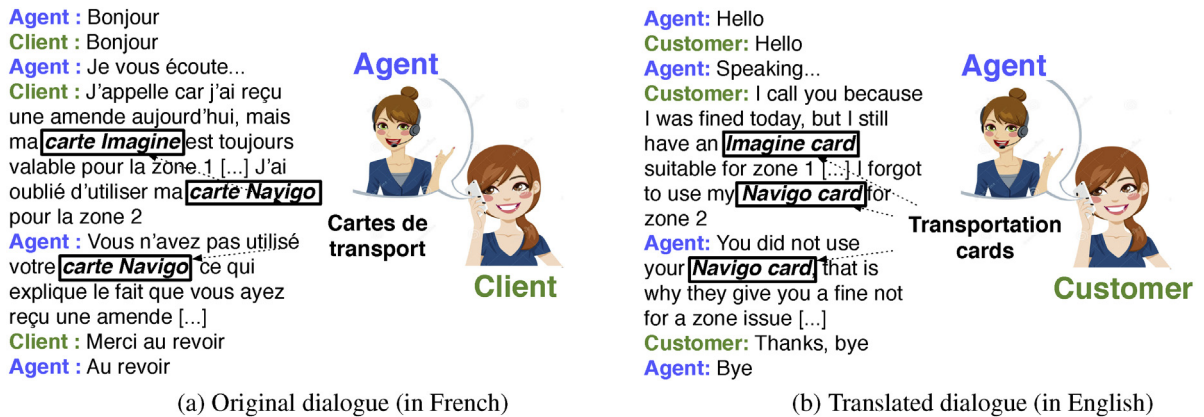 Agent : Bonjour
Client : Bonjour
Agent : Je vous écoute...
Client : J'appelle car j'ai reçu
une amende aujourd'hui, mais
ma carte Imagine est toujours
valable pour la zone 1 [...] J'ai
oublié d'utiliser ma carte Navigo
pour la zone 2
Agent : Vous n'avez pas utilisé
votre carte Navigo ce qui
explique le fait que vous ayez
reçu une amende [...]
Client : Merci au revoir
Agent : Au revoir
Agent
Cartes de
transport
Client
(a) Original dialogue (in French)
Agent: Hello
Customer: Hello
Agent: Speaking...
Customer: I call you because
I was fined today, but I still
have an Imagine card
suitable for zone 1 [...] I forgot
to use my Navigo card for
zone 2
Agent: You did not use
your Navigo card, that is
why they give you a fine not
for a zone issue [...]
Customer: Thanks, bye
Agent: Bye
Agent
Transportation
cards
Customer
(b) Translated dialogue (in English)